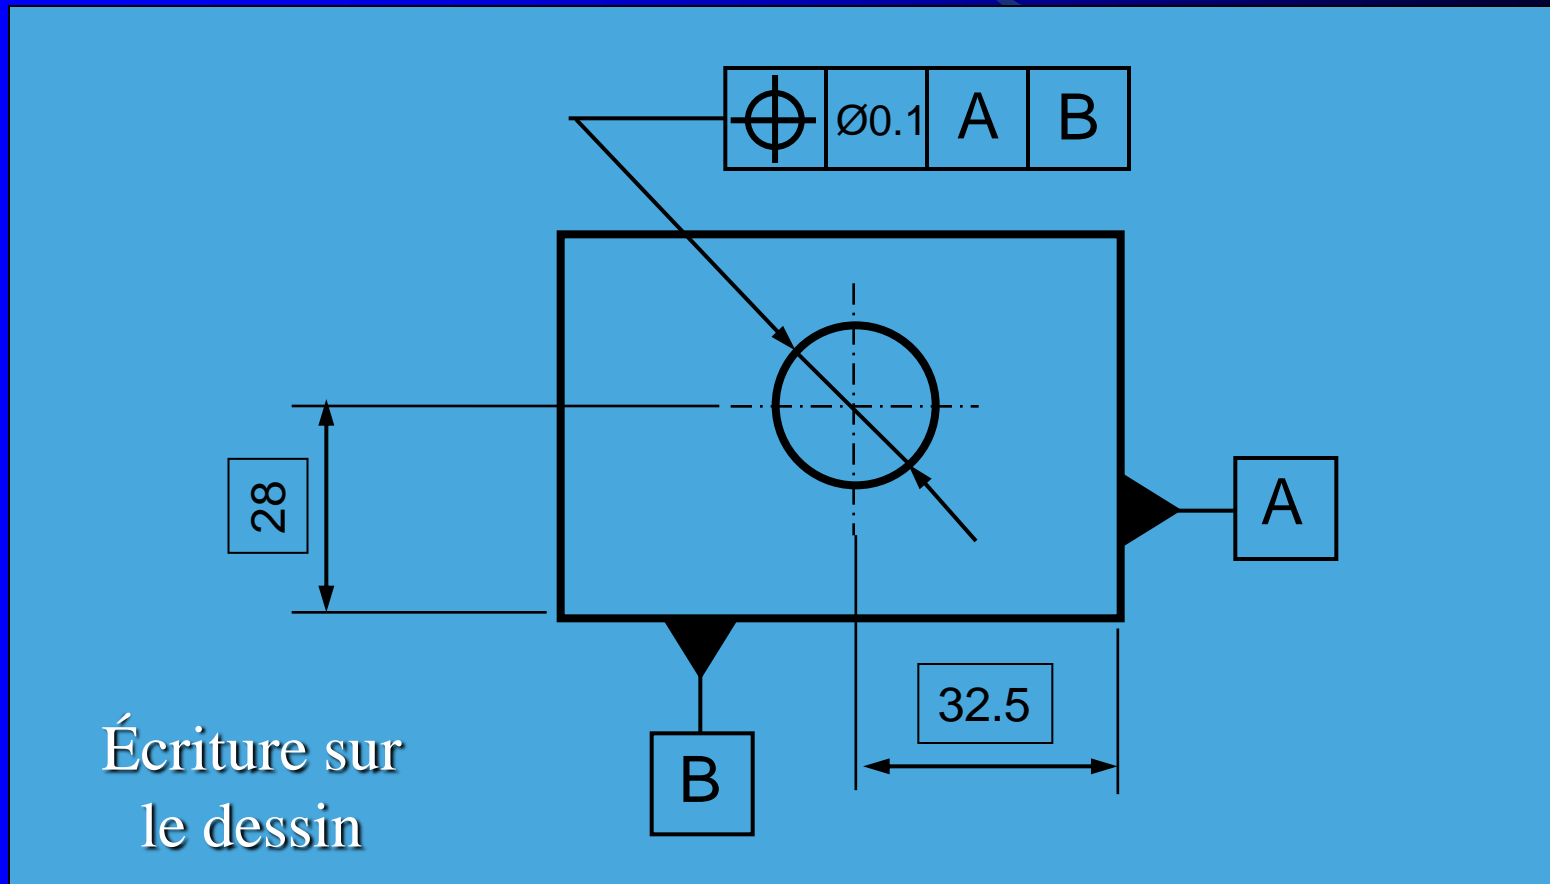 ⌖ Ø0.1 A B
28
A
32.5
B
Écriture sur
le dessin